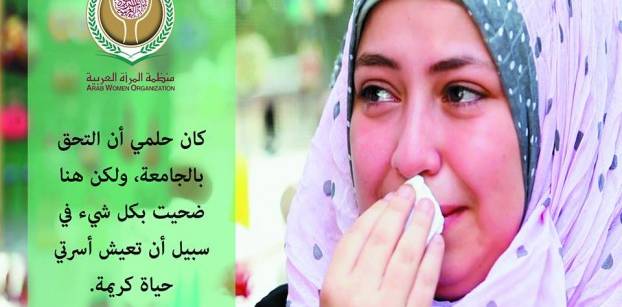 منظمة المرأة العربية
ARAB WOMEN ORGANIZATION
كان حلمي أن التحق
بالجامعة، ولكن هنا
ضحيت بكل شيء في
سبيل أن تعيش أسرتي
حياة كريمة.